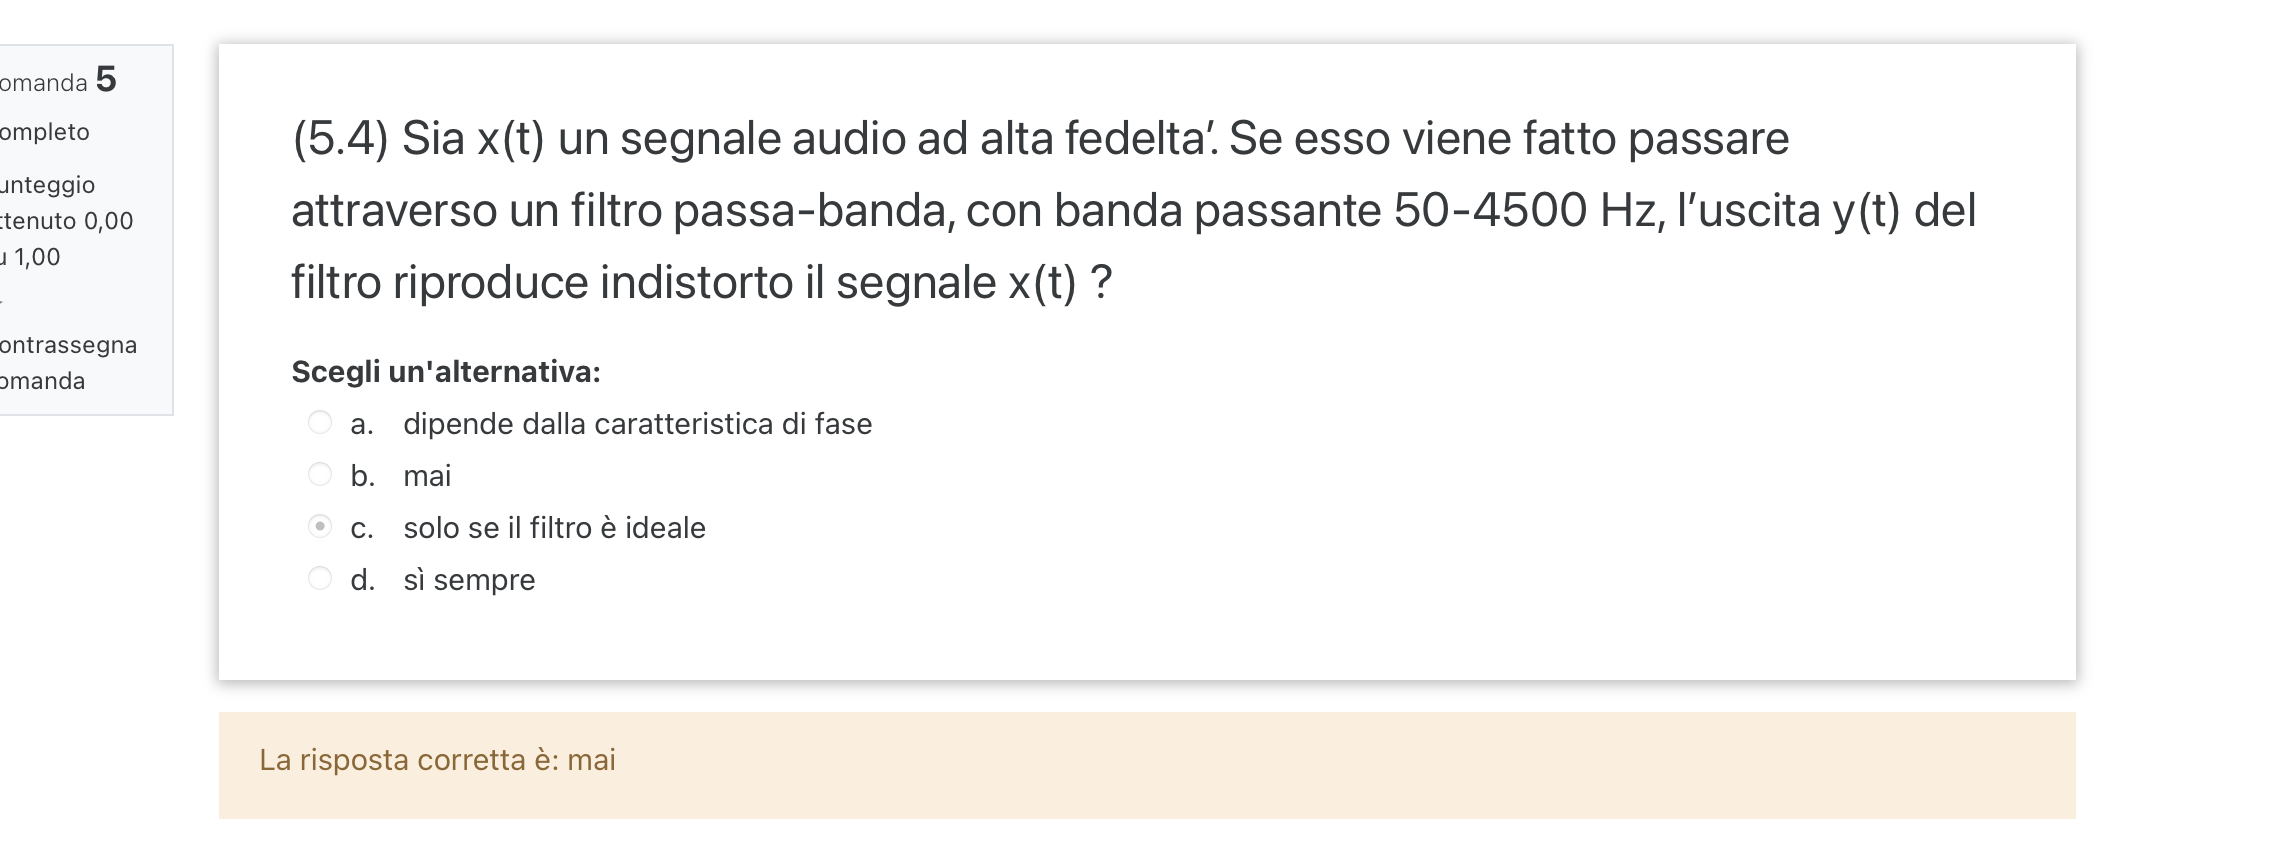 omanda 5
ompleto
unteggio
ttenuto 0,00
u 1,00
ontrassegna
omanda
(5.4) Sia x(t) un segnale audio ad alta fedelta’. Se esso viene fatto passare
attraverso un filtro passa-banda, con banda passante 50-4500 Hz, l’uscita y(t) del
filtro riproduce indistorto il segnale x(t) ?
Scegli un'alternativa:
a. dipende dalla caratteristica di fase
b. mai
c. solo se il filtro è ideale
d. sì sempre
La risposta corretta è: mai